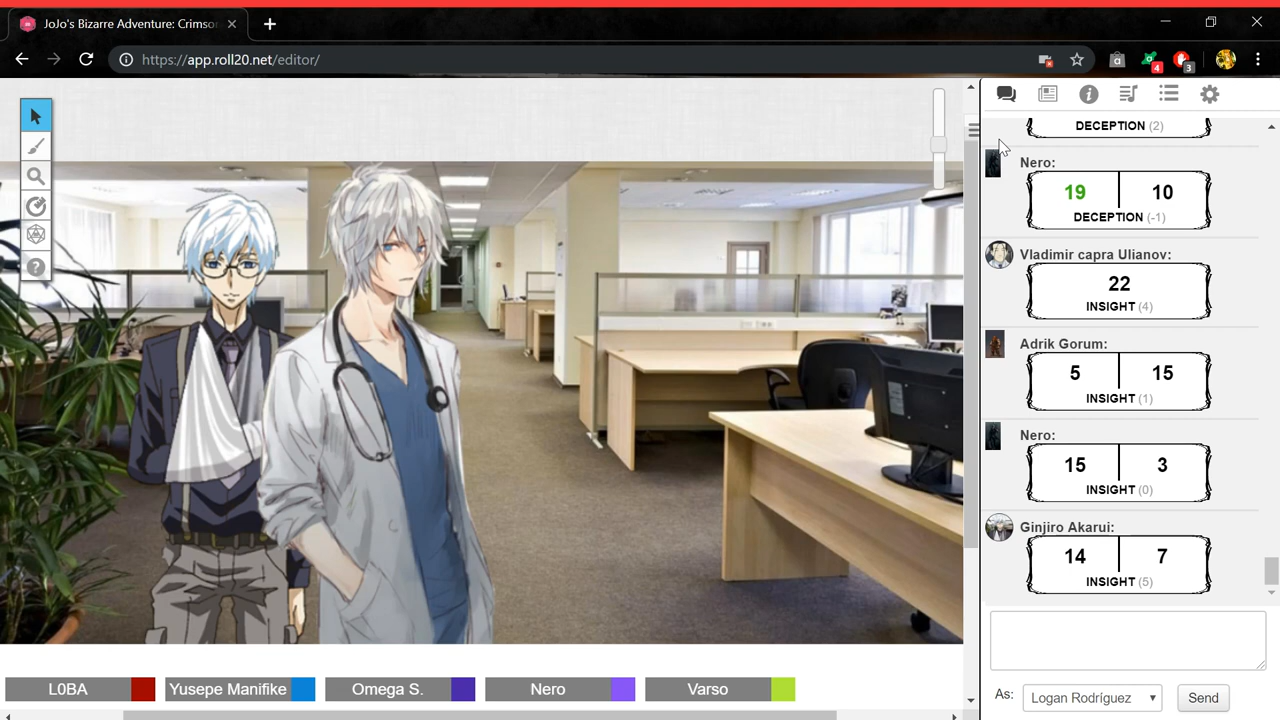 JoJo's Bizarre Adventure: Crimso
https://app.roll20.net/editor/
4
3
a
DECEPTION (2)
Nero:
19 10
DECEPTION (-1)
Vladimir capra Ulianov:
22
INSIGHT (4)
Adrik Gorum:
5 15
INSIGHT (1)
Nero:
15 3
INSIGHT (0)
Ginjiro Akarui:
14 7
INSIGHT (5)
As: Logan Rodríguez Send
L0BA Yusepe Manifike Omega S. Nero Varso